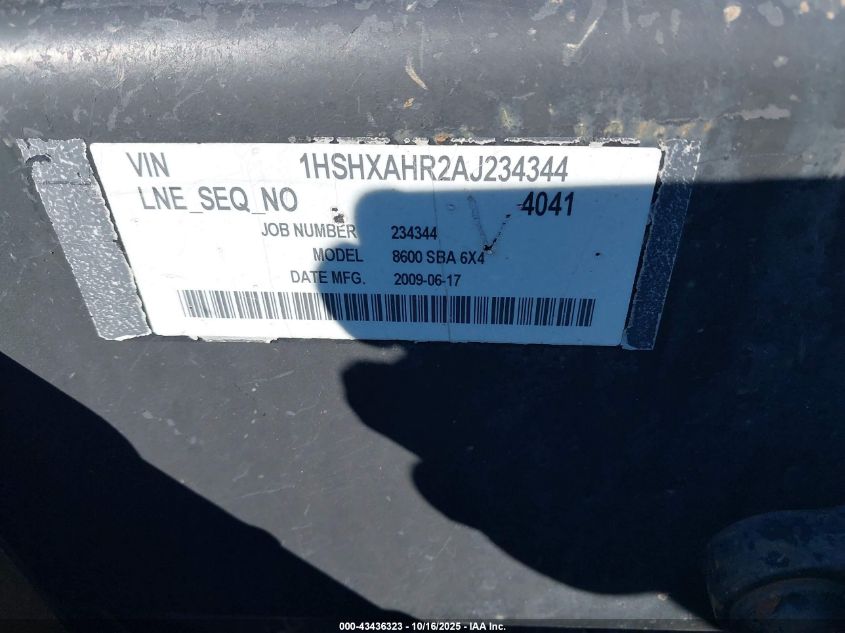 VIN 1HSHXAHR2AJ234344
LNE_SEQ_NO 4041
JOB NUMBER 234344
MODEL 8600 SBA 6X4
DATE MFG. 2009-06-17
000-43436323 - 10/16/2025 - IAA Inc.